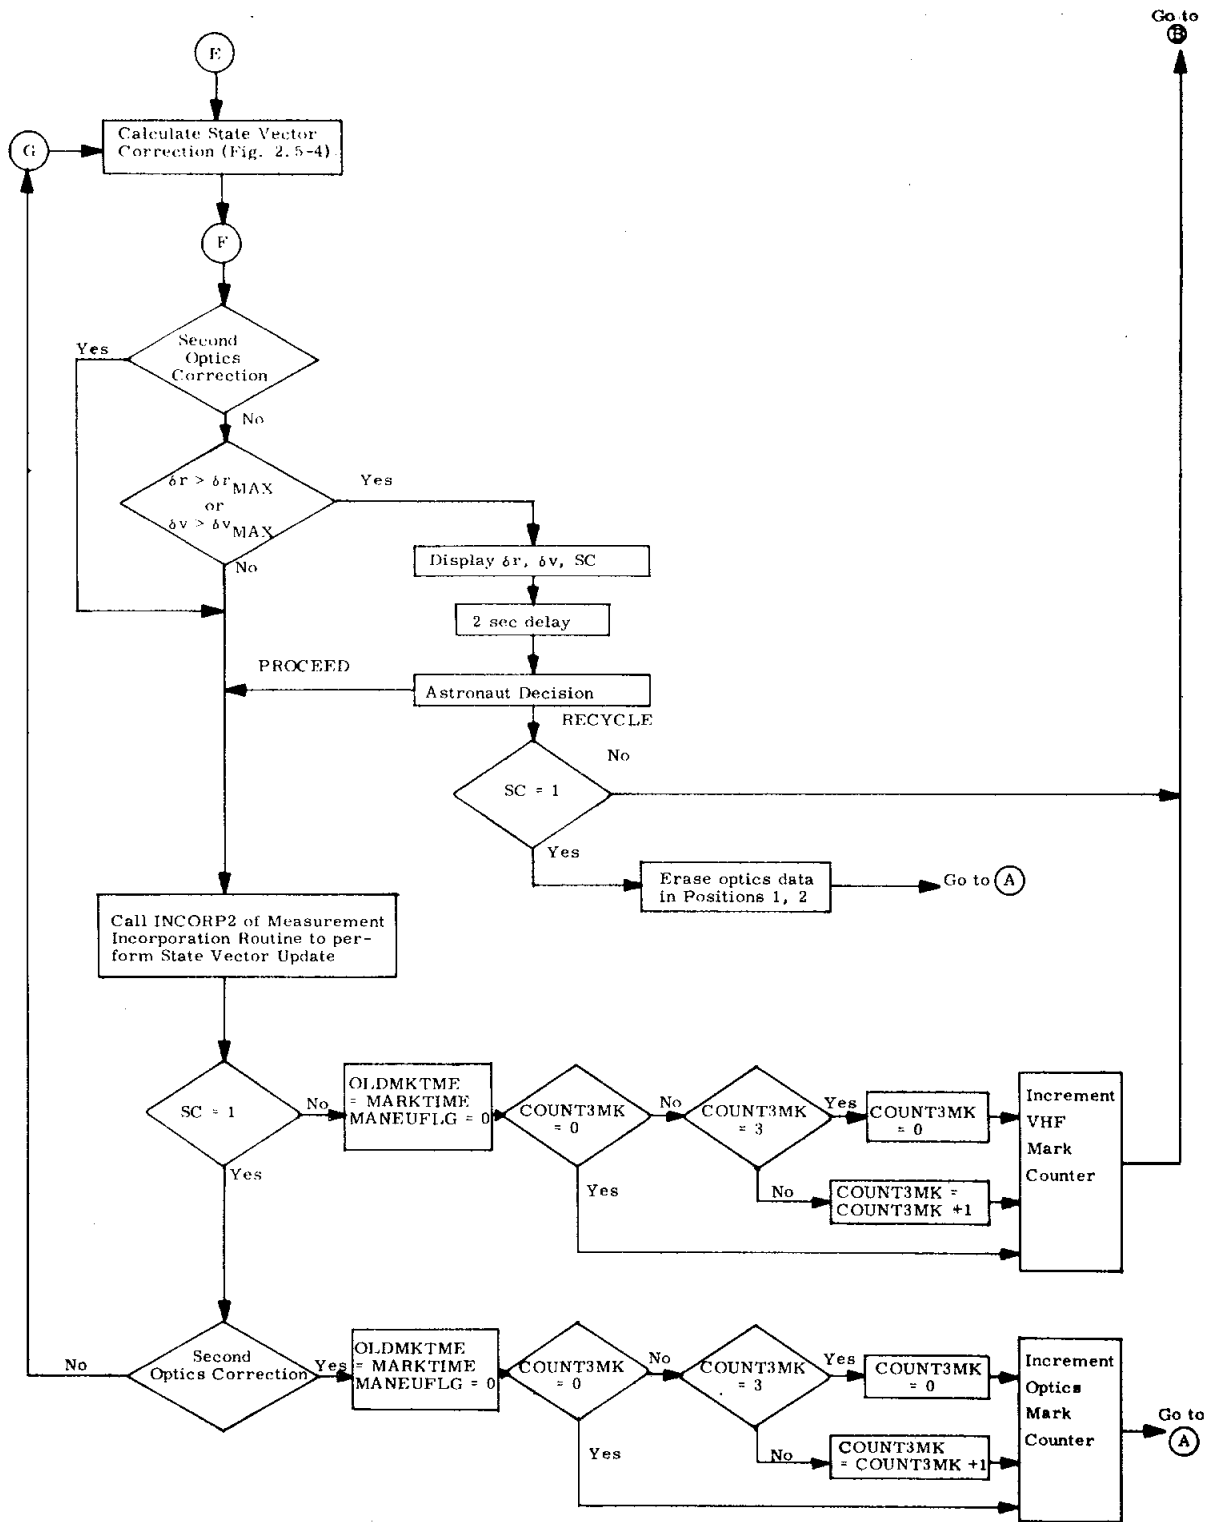 Go to
B
E
Calculate State Vector
Correction (Fig. 2.5-4)
G
F
Second
Optics
Correction
Yes
No
δr > δrMAX
or
δv > δvMAX
Yes
No
Display δr, δv, SC
2 sec delay
PROCEED
Astronaut Decision
RECYCLE
SC = 1
No
Yes
Erase optics data
in Positions 1, 2
Go to A
Call INCORP2 of Measurement
Incorporation Routine to per-
form State Vector Update
SC = 1
No
Yes
OLDMKTME
= MARKTIME
MANEUFLG = 0
COUNT3MK
= 0
No
Yes
COUNT3MK
= 3
Yes
No
COUNT3MK
= 0
COUNT3MK =
COUNT3MK +1
Increment
VHF
Mark
Counter
Second
Optics Correction
No
Yes
OLDMKTME
= MARKTIME
MANEUFLG = 0
COUNT3MK
= 0
No
Yes
COUNT3MK
= 3
Yes
No
COUNT3MK
= 0
COUNT3MK
= COUNT3MK +1
Increment
Optics
Mark
Counter
Go to
A